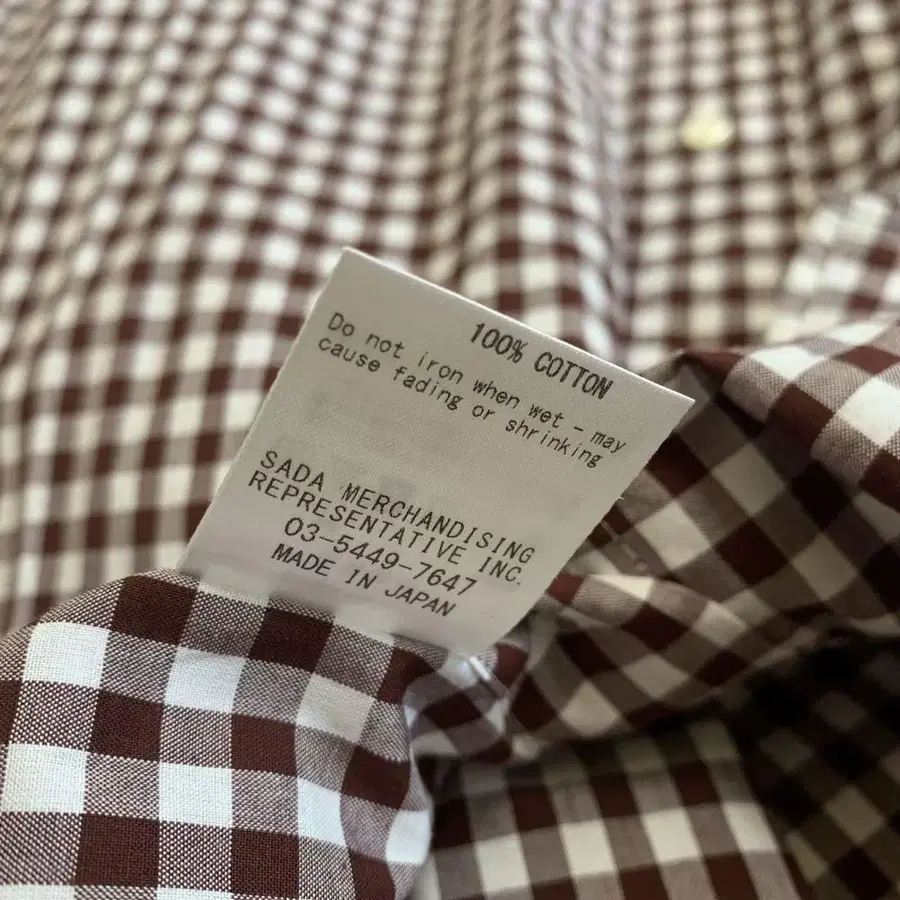 100% COTTON
Do not iron when wet - may
cause fading or shrinking
SADA MERCHANDISING
REPRESENTATIVE INC.
03-5449-7647
MADE IN JAPAN